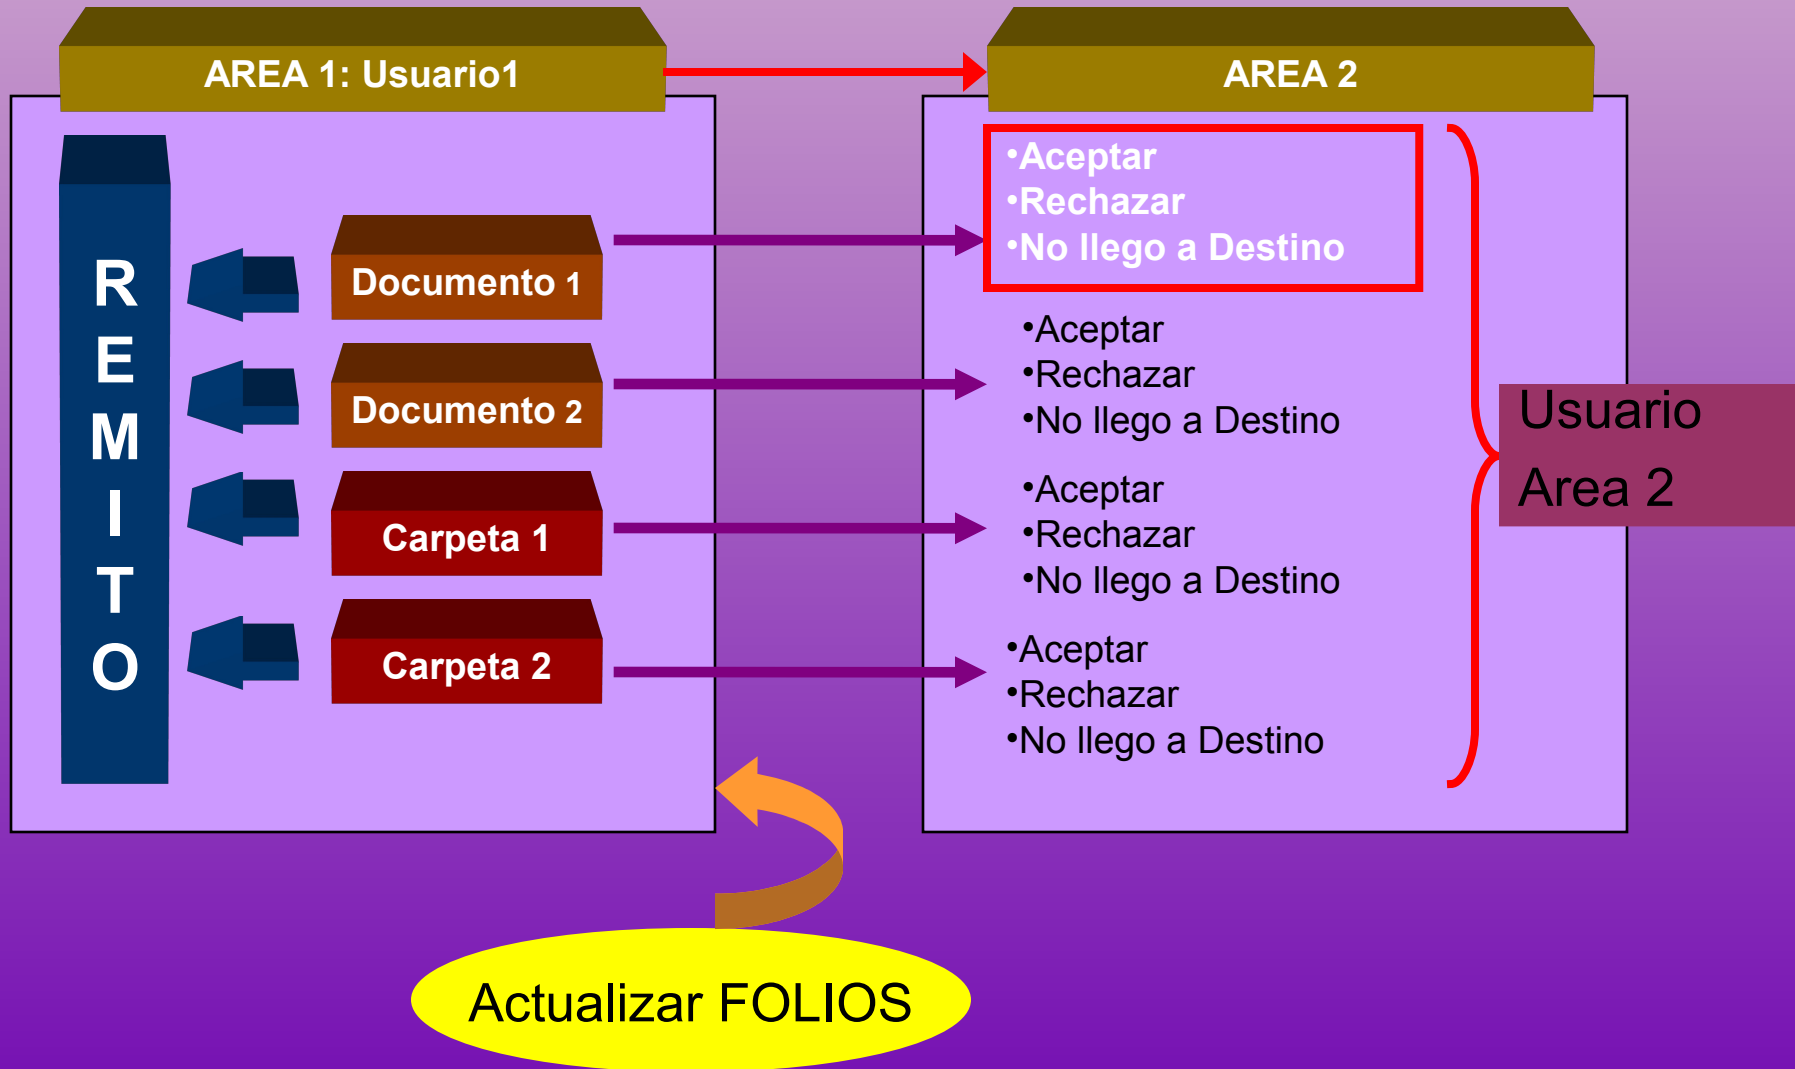 AREA 1: Usuario1
AREA 2
REMITO
Documento 1
Documento 2
Carpeta 1
Carpeta 2
•Aceptar
•Rechazar
•No llego a Destino
•Aceptar
•Rechazar
•No llego a Destino
•Aceptar
•Rechazar
•No llego a Destino
•Aceptar
•Rechazar
•No llego a Destino
Usuario
Area 2
Actualizar FOLIOS